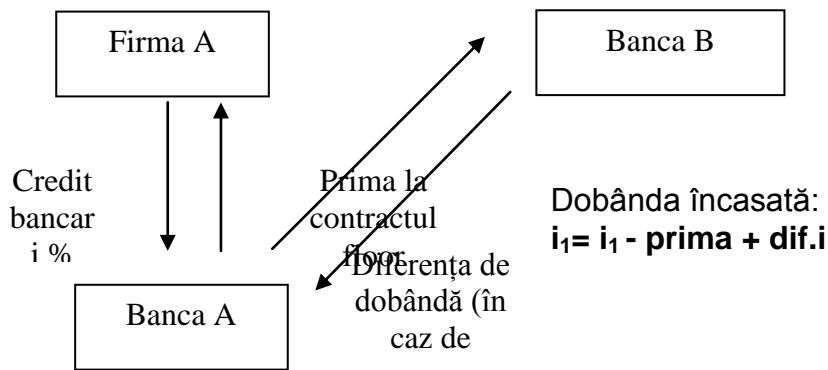 Firma A
Banca B
Credit
bancar
i %
Prima la
contractul
floor
Diferența de
dobândă (în
caz de
Banca A
Dobânda încasată:
i₁= i₁ - prima + dif.i